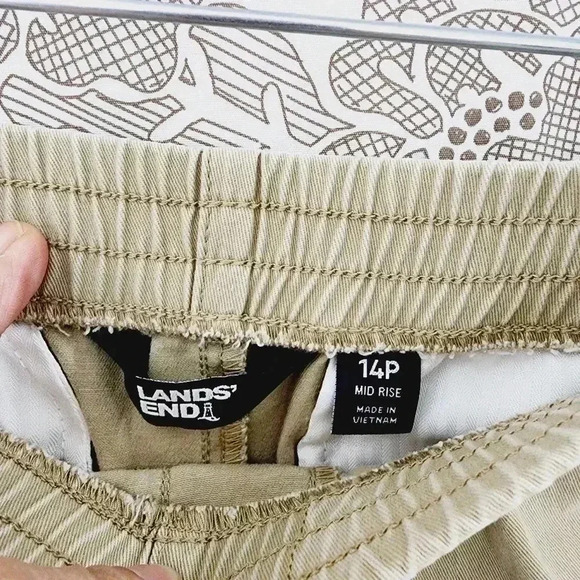 LANDS'
END
14P
MID RISE
MADE IN
VIETNAM